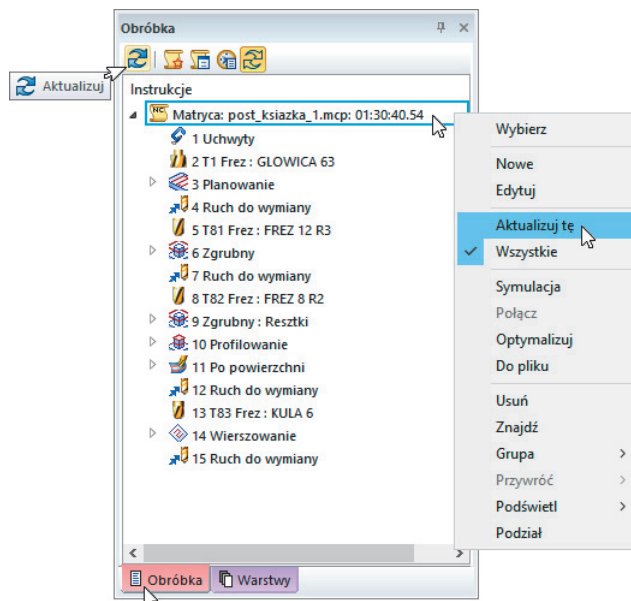 Obróbka
Aktualizuj
Instrukcje
NC Matryca: post_ksiazka_1.mcp: 01:30:40.54
1 Uchwyty
2 T1 Frez : GLOWICA 63
3 Planowanie
4 Ruch do wymiany
5 T81 Frez : FREZ 12 R3
6 Zgrubny
7 Ruch do wymiany
8 T82 Frez : FREZ 8 R2
9 Zgrubny : Resztki
10 Profilowanie
11 Po powierzchni
12 Ruch do wymiany
13 T83 Frez : KULA 6
14 Wierszowanie
15 Ruch do wymiany
Obróbka
Warstwy
Wybierz
Nowe
Edytuj
Aktualizuj tę
Wszystkie
Symulacja
Połącz
Optymalizuj
Do pliku
Usuń
Znajdź
Grupa
Przywróć
Podświetl
Podział